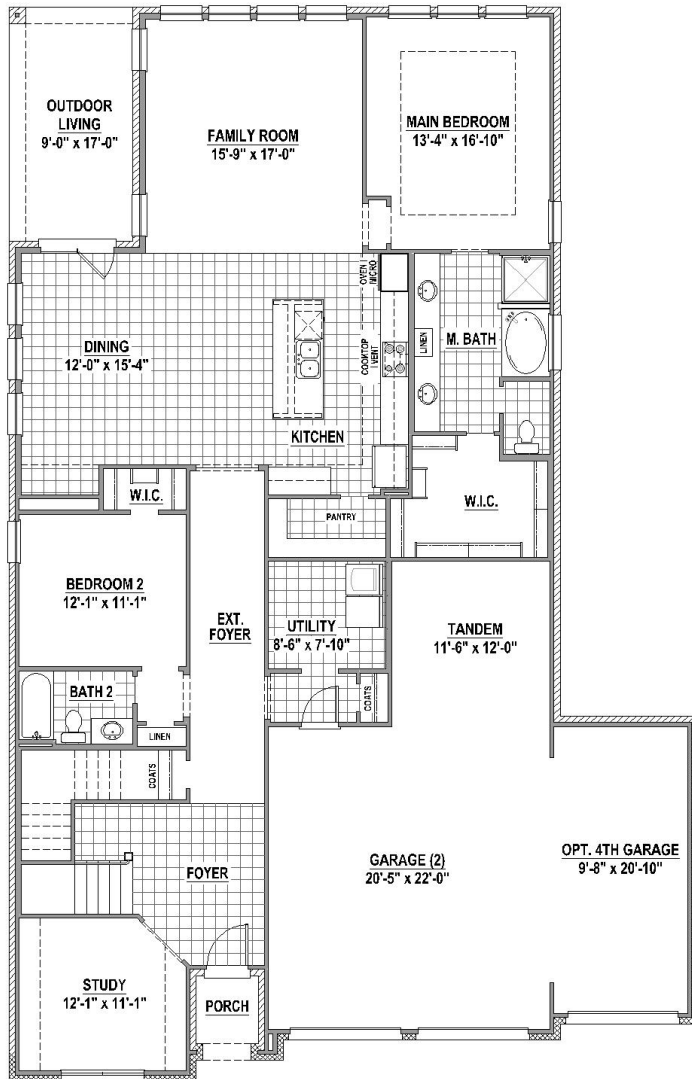 OUTDOOR
LIVING
9'-0" x 17'-0"
FAMILY ROOM
15'-9" x 17'-0"
MAIN BEDROOM
13'-4" x 16'-10"
OVEN
MICRO
DINING
12'-0" x 15'-4"
COOKTOP
VENT
LINEN
M. BATH
KITCHEN
W.I.C.
W.I.C.
PANTRY
BEDROOM 2
12'-1" x 11'-1"
EXT.
FOYER
UTILITY
8'-6" x 7'-10"
TANDEM
11'-6" x 12'-0"
BATH 2
COATS
LINEN
COATS
GARAGE (2)
20'-5" x 22'-0"
OPT. 4TH GARAGE
9'-8" x 20'-10"
FOYER
STUDY
12'-1" x 11'-1"
PORCH